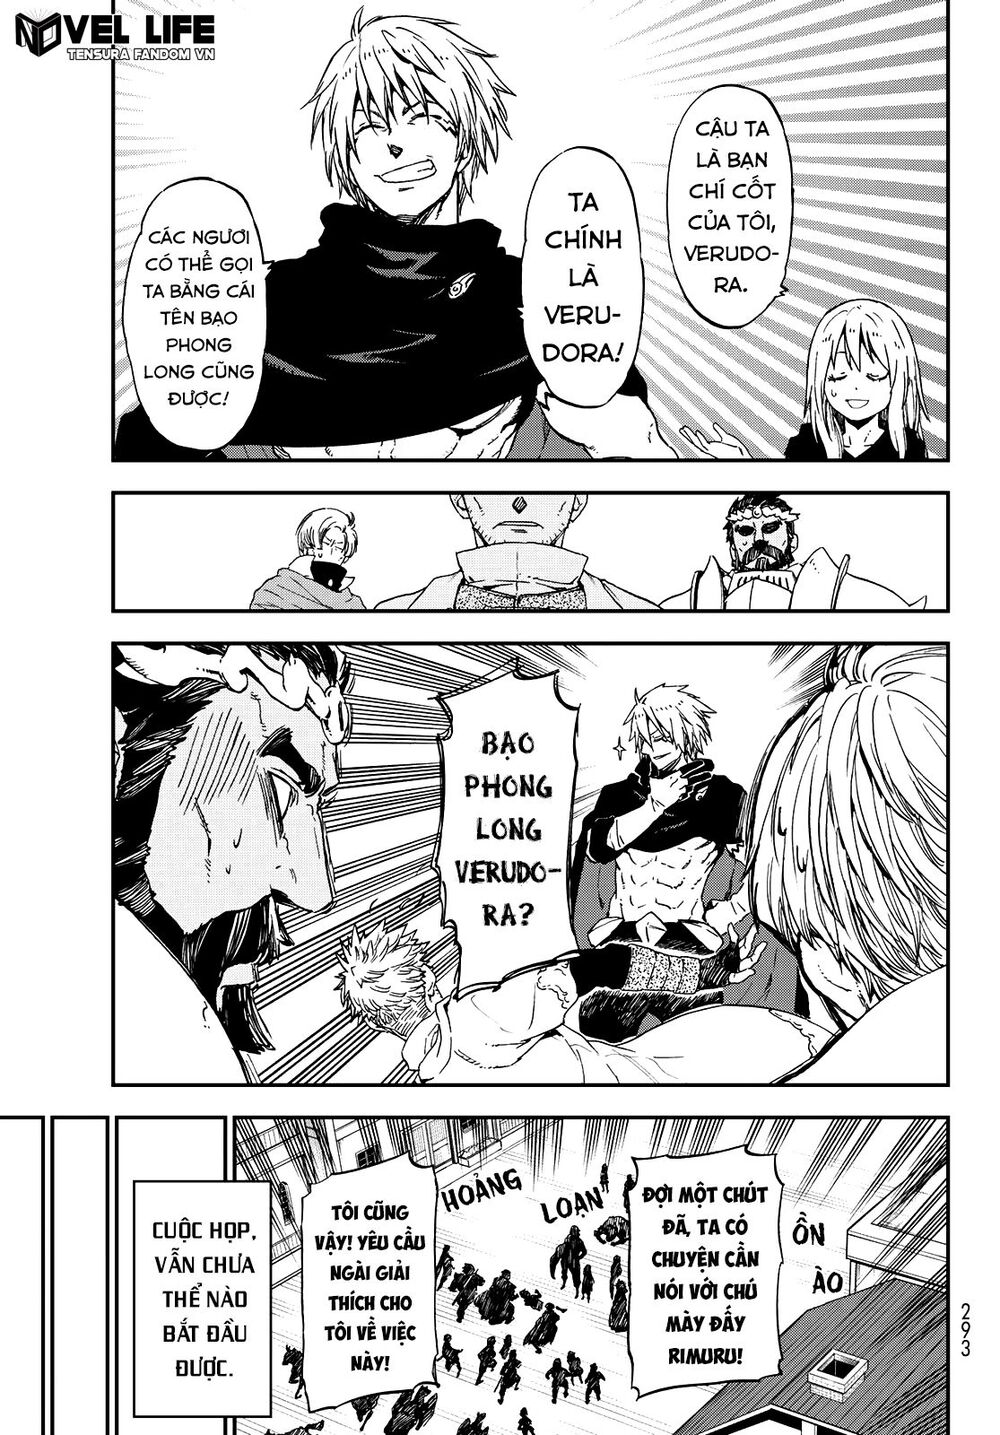 NOVEL LIFE
TENSURA FANDOM VN
CẬU TA
LÀ BẠN
CHÍ CỐT
CỦA TÔI,
VERUDO-
RA.
TA
CHÍNH
LÀ
VERU-
DORA!
CÁC NGƯƠI
CÓ THỂ GỌI
TA BẰNG CÁI
TÊN BẠO
PHONG
LONG CŨNG
ĐƯỢC!
BẠO
PHONG
LONG
VERUDO-
RA?
ĐỢI MỘT CHÚT
ĐÃ, TA CÓ
CHUYỆN CẦN
NÓI VỚI CHÚ
MÀY ĐẤY
RIMURU!
ỒN
ÀO
HOẢNG
LOẠN
TÔI CŨNG
VẬY! YÊU CẦU
NGÀI GIẢI
THÍCH CHO
TÔI VỀ VIỆC
NÀY!
CUỘC HỌP,
VẪN CHƯA
THỂ NÀO
BẮT ĐẦU
ĐƯỢC.
293